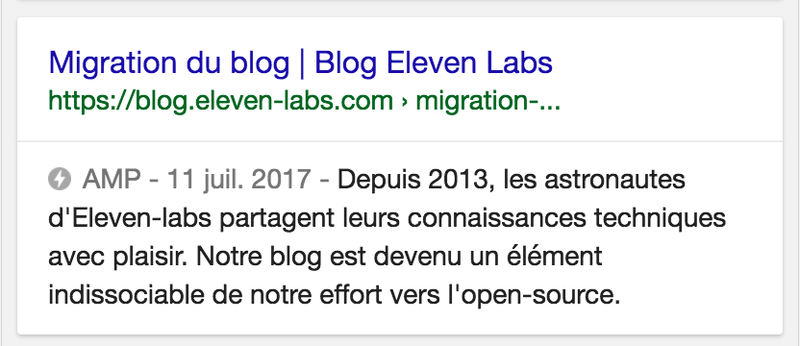 Migration du blog | Blog Eleven Labs
https://blog.eleven-labs.com › migration-...
AMP - 11 juil. 2017 - Depuis 2013, les astronautes
d'Eleven-labs partagent leurs connaissances techniques
avec plaisir. Notre blog est devenu un élément
indissociable de notre effort vers l'open-source.